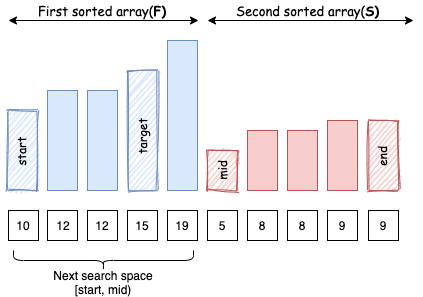 First sorted array(F) Second sorted array(S)
start target mid end
10 12 12 15 19 5 8 8 9 9
Next search space
[start, mid)